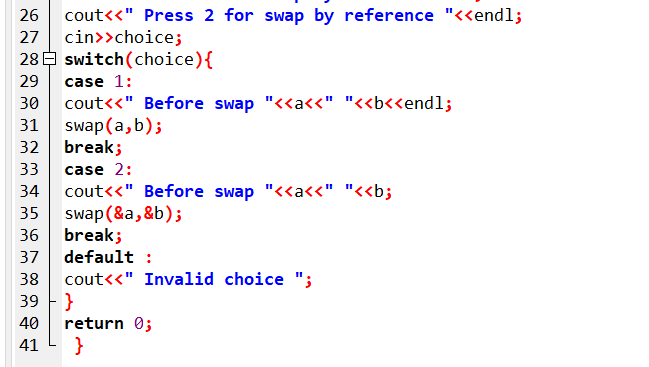 26 cout<<" Press 2 for swap by reference "<<endl;
27 cin>>choice;
28 switch(choice){
29 case 1:
30 cout<<" Before swap "<<a<<" "<<b<<endl;
31 swap(a,b);
32 break;
33 case 2:
34 cout<<" Before swap "<<a<<" "<<b;
35 swap(&a,&b);
36 break;
37 default :
38 cout<<" Invalid choice ";
39 }
40 return 0;
41 }